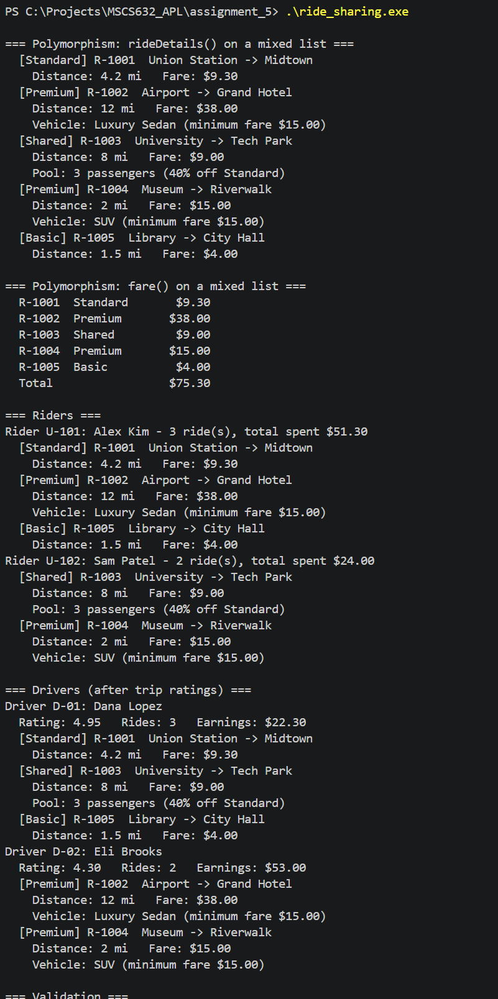 PS C:\Projects\MSCS632_APL\assignment_5> .\ride_sharing.exe
=== Polymorphism: rideDetails() on a mixed list ===
[Standard] R-1001  Union Station -> Midtown
Distance: 4.2 mi   Fare: $9.30
[Premium] R-1002  Airport -> Grand Hotel
Distance: 12 mi   Fare: $38.00
Vehicle: Luxury Sedan (minimum fare $15.00)
[Shared] R-1003  University -> Tech Park
Distance: 8 mi   Fare: $9.00
Pool: 3 passengers (40% off Standard)
[Premium] R-1004  Museum -> Riverwalk
Distance: 2 mi   Fare: $15.00
Vehicle: SUV (minimum fare $15.00)
[Basic] R-1005  Library -> City Hall
Distance: 1.5 mi   Fare: $4.00
=== Polymorphism: fare() on a mixed list ===
R-1001  Standard       $9.30
R-1002  Premium       $38.00
R-1003  Shared         $9.00
R-1004  Premium       $15.00
R-1005  Basic          $4.00
Total                 $75.30
=== Riders ===
Rider U-101: Alex Kim - 3 ride(s), total spent $51.30
[Standard] R-1001  Union Station -> Midtown
Distance: 4.2 mi   Fare: $9.30
[Premium] R-1002  Airport -> Grand Hotel
Distance: 12 mi   Fare: $38.00
Vehicle: Luxury Sedan (minimum fare $15.00)
[Basic] R-1005  Library -> City Hall
Distance: 1.5 mi   Fare: $4.00
Rider U-102: Sam Patel - 2 ride(s), total spent $24.00
[Shared] R-1003  University -> Tech Park
Distance: 8 mi   Fare: $9.00
Pool: 3 passengers (40% off Standard)
[Premium] R-1004  Museum -> Riverwalk
Distance: 2 mi   Fare: $15.00
Vehicle: SUV (minimum fare $15.00)
=== Drivers (after trip ratings) ===
Driver D-01: Dana Lopez
Rating: 4.95   Rides: 3   Earnings: $22.30
[Standard] R-1001  Union Station -> Midtown
Distance: 4.2 mi   Fare: $9.30
[Shared] R-1003  University -> Tech Park
Distance: 8 mi   Fare: $9.00
Pool: 3 passengers (40% off Standard)
[Basic] R-1005  Library -> City Hall
Distance: 1.5 mi   Fare: $4.00
Driver D-02: Eli Brooks
Rating: 4.30   Rides: 2   Earnings: $53.00
[Premium] R-1002  Airport -> Grand Hotel
Distance: 12 mi   Fare: $38.00
Vehicle: Luxury Sedan (minimum fare $15.00)
[Premium] R-1004  Museum -> Riverwalk
Distance: 2 mi   Fare: $15.00
Vehicle: SUV (minimum fare $15.00)
=== Validation ===